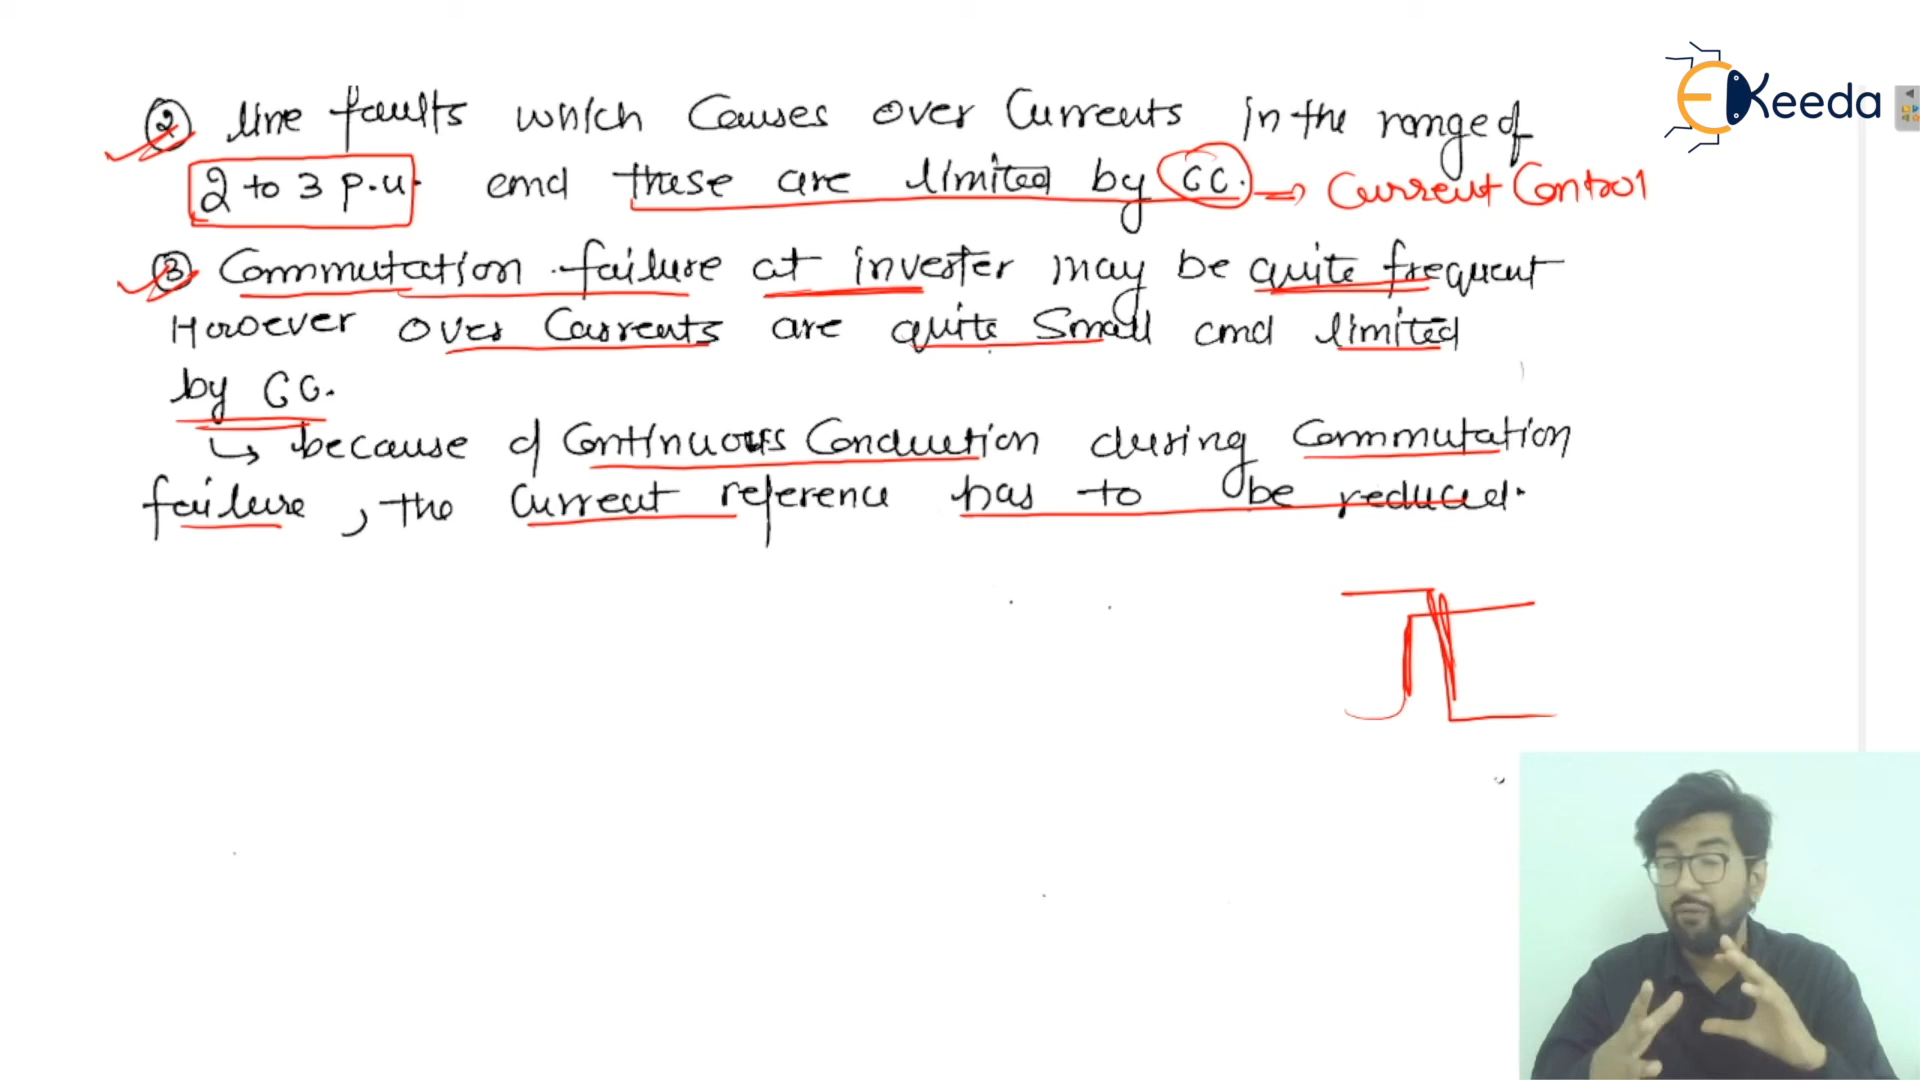 ② Line faults which Causes over Currents in the range of
2 to 3 p.u. and these are limited by CC. ⇒ Current Control
③ Commutation failure at inverter may be quite frequent
However over Currents are quite Small and limited
by CC.
↳ because of Continuous Conduction during Commutation
failure, the Current reference has to be reduced.
EKeeda